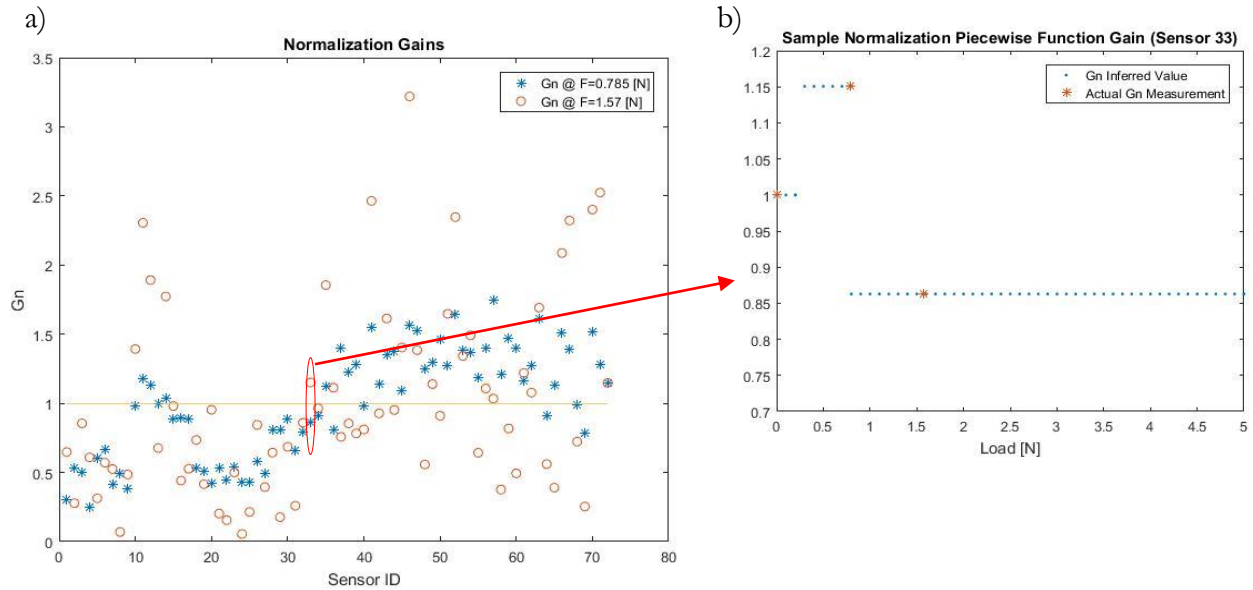 a)
Normalization Gains
Gn @ F=0.785 [N]
Gn @ F=1.57 [N]
3.5
3
2.5
2
1.5
1
0.5
0
Gn
0 10 20 30 40 50 60 70 80
Sensor ID
b)
Sample Normalization Piecewise Function Gain (Sensor 33)
Gn Inferred Value
Actual Gn Measurement
1.2
1.15
1.1
1.05
1
0.95
0.9
0.85
0.8
0.75
0.7
0 0.5 1 1.5 2 2.5 3 3.5 4 4.5 5
Load [N]